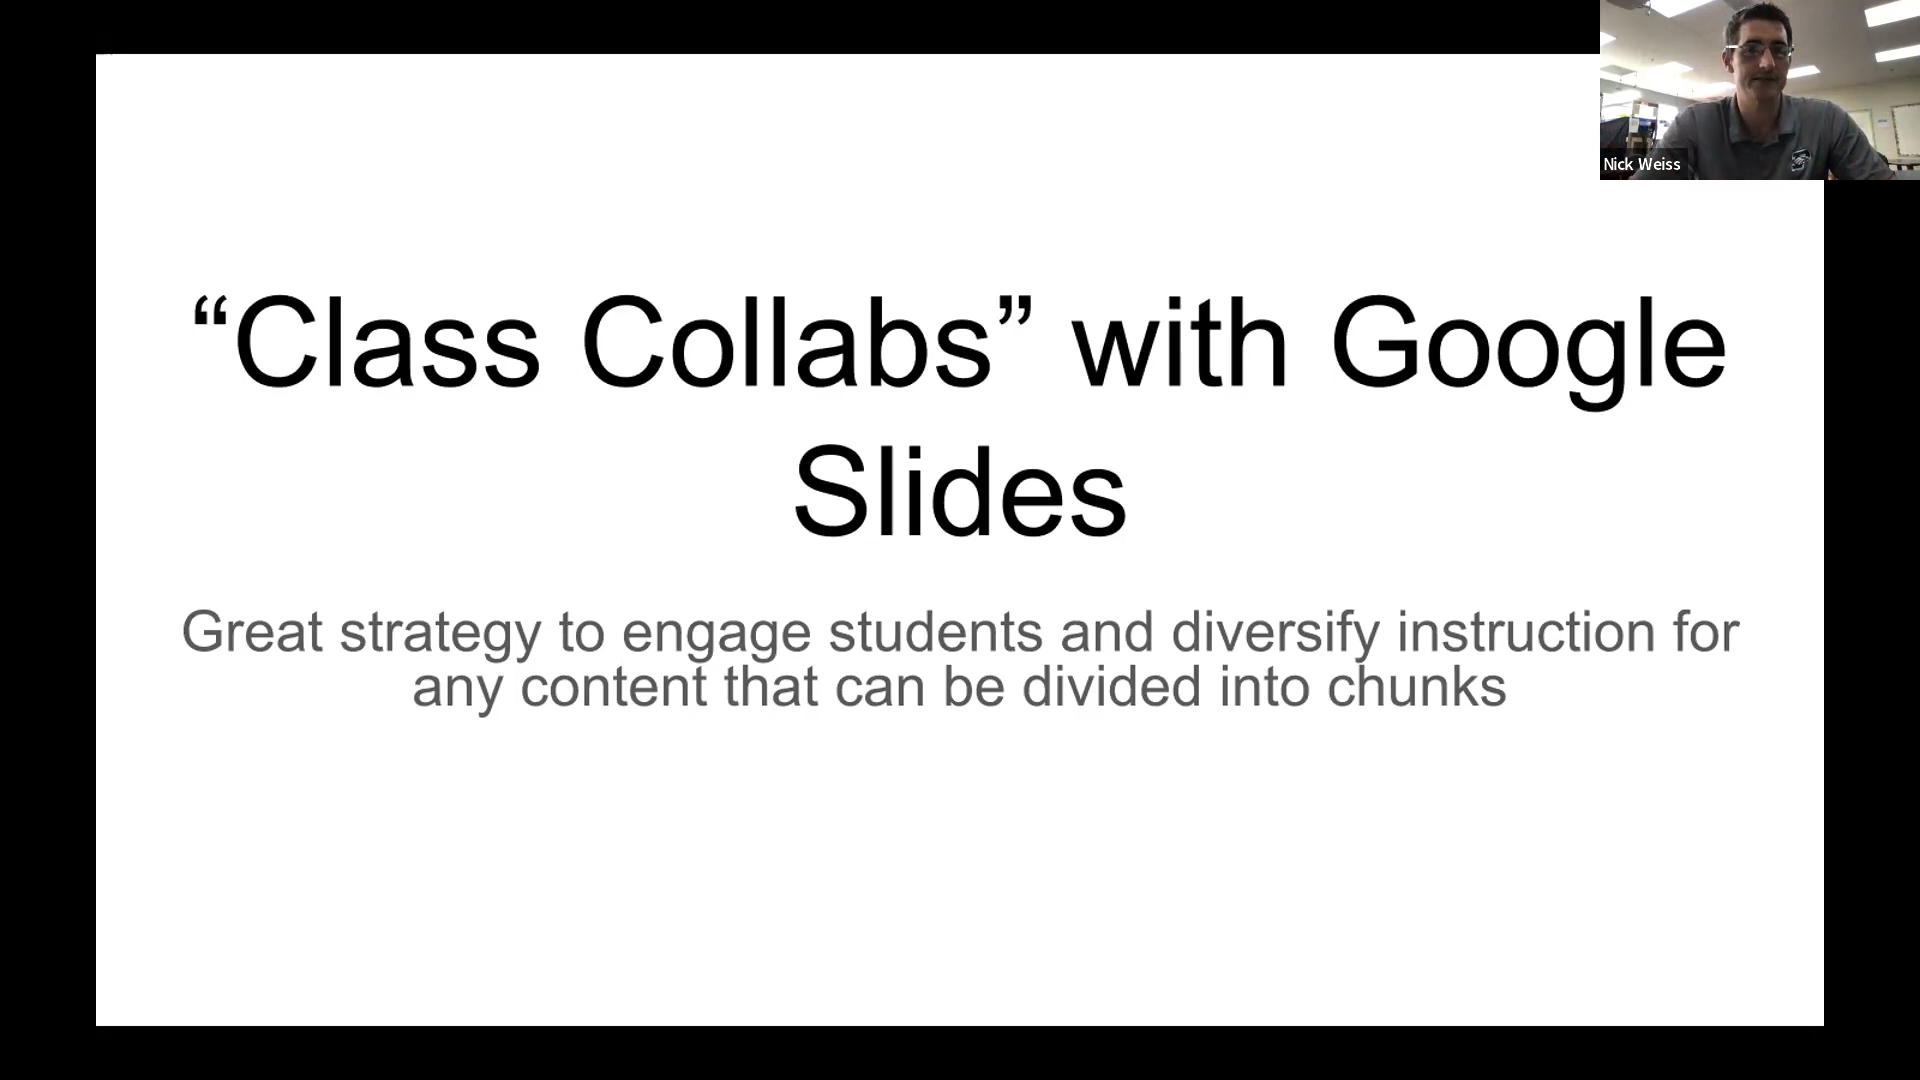 “Class Collabs” with Google
Slides
Great strategy to engage students and diversify instruction for
any content that can be divided into chunks
Nick Weiss